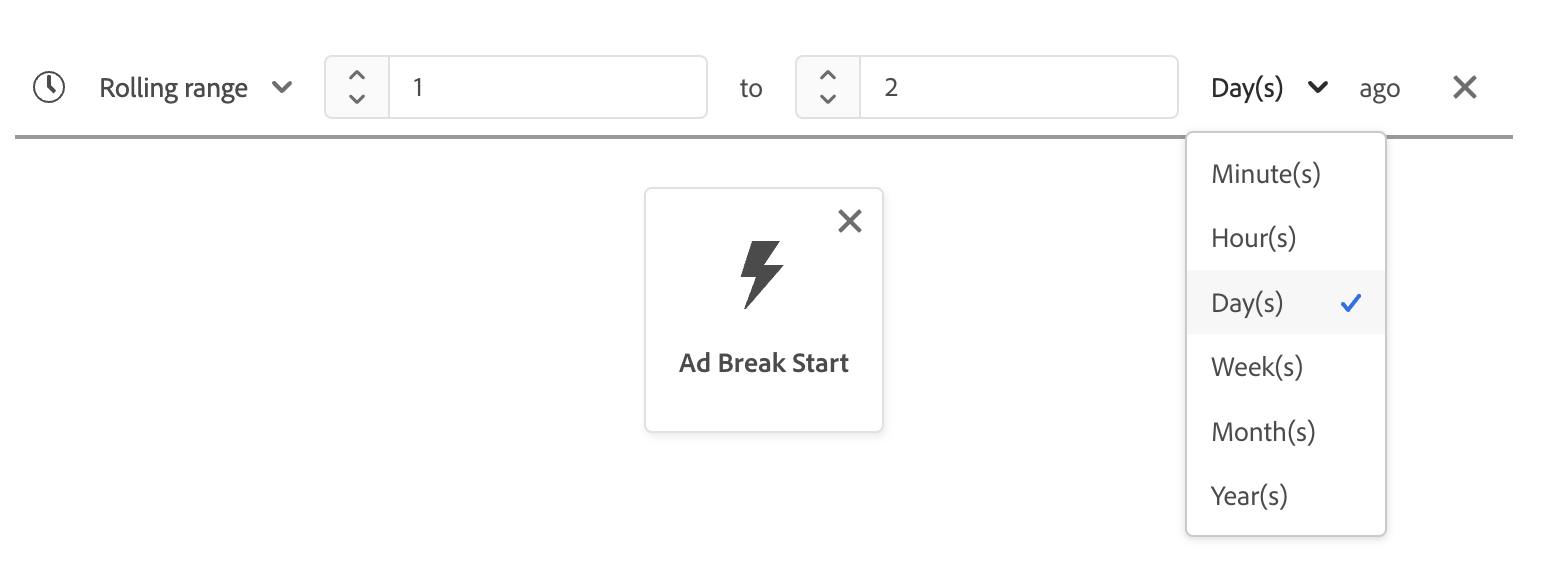 Rolling range 1 to 2 Day(s) ago
Minute(s)
Hour(s)
Day(s)
Week(s)
Month(s)
Year(s)
Ad Break Start